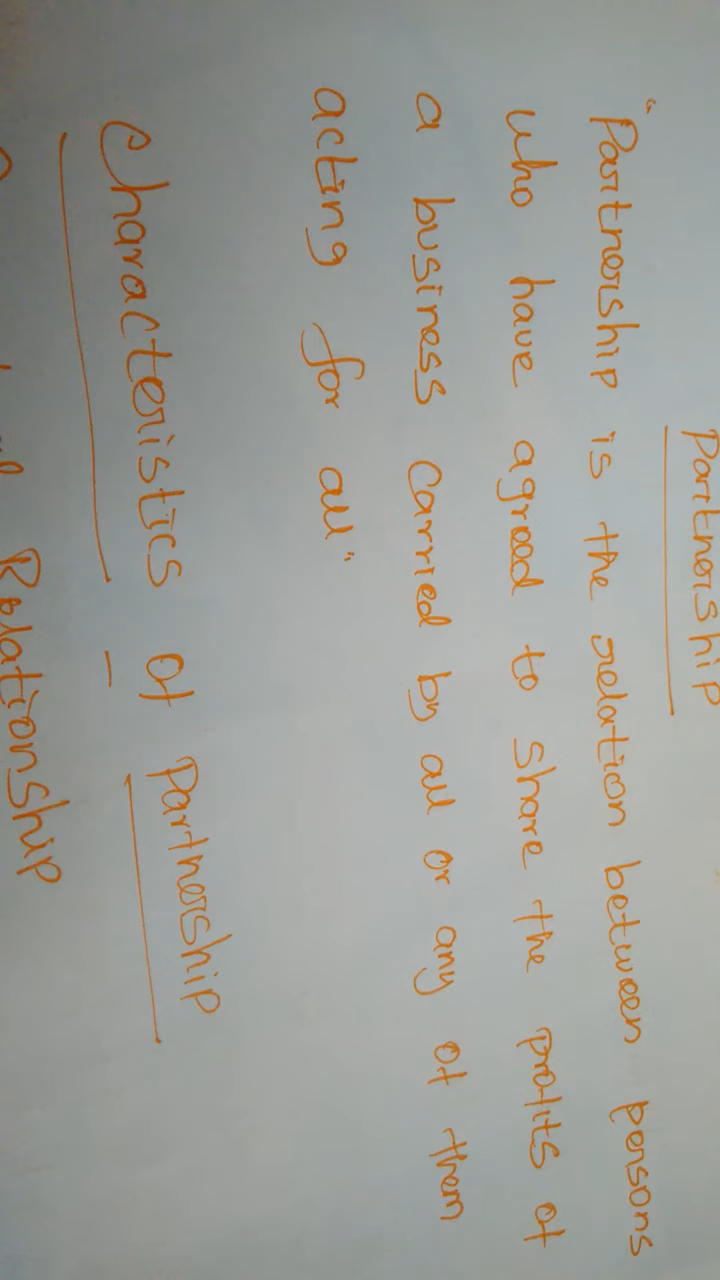 Partnership
"Partnership is the relation between persons
who have agreed to share the profits of
a business carried by all or any of them
acting for all"
Characteristics of Partnership
Relationship